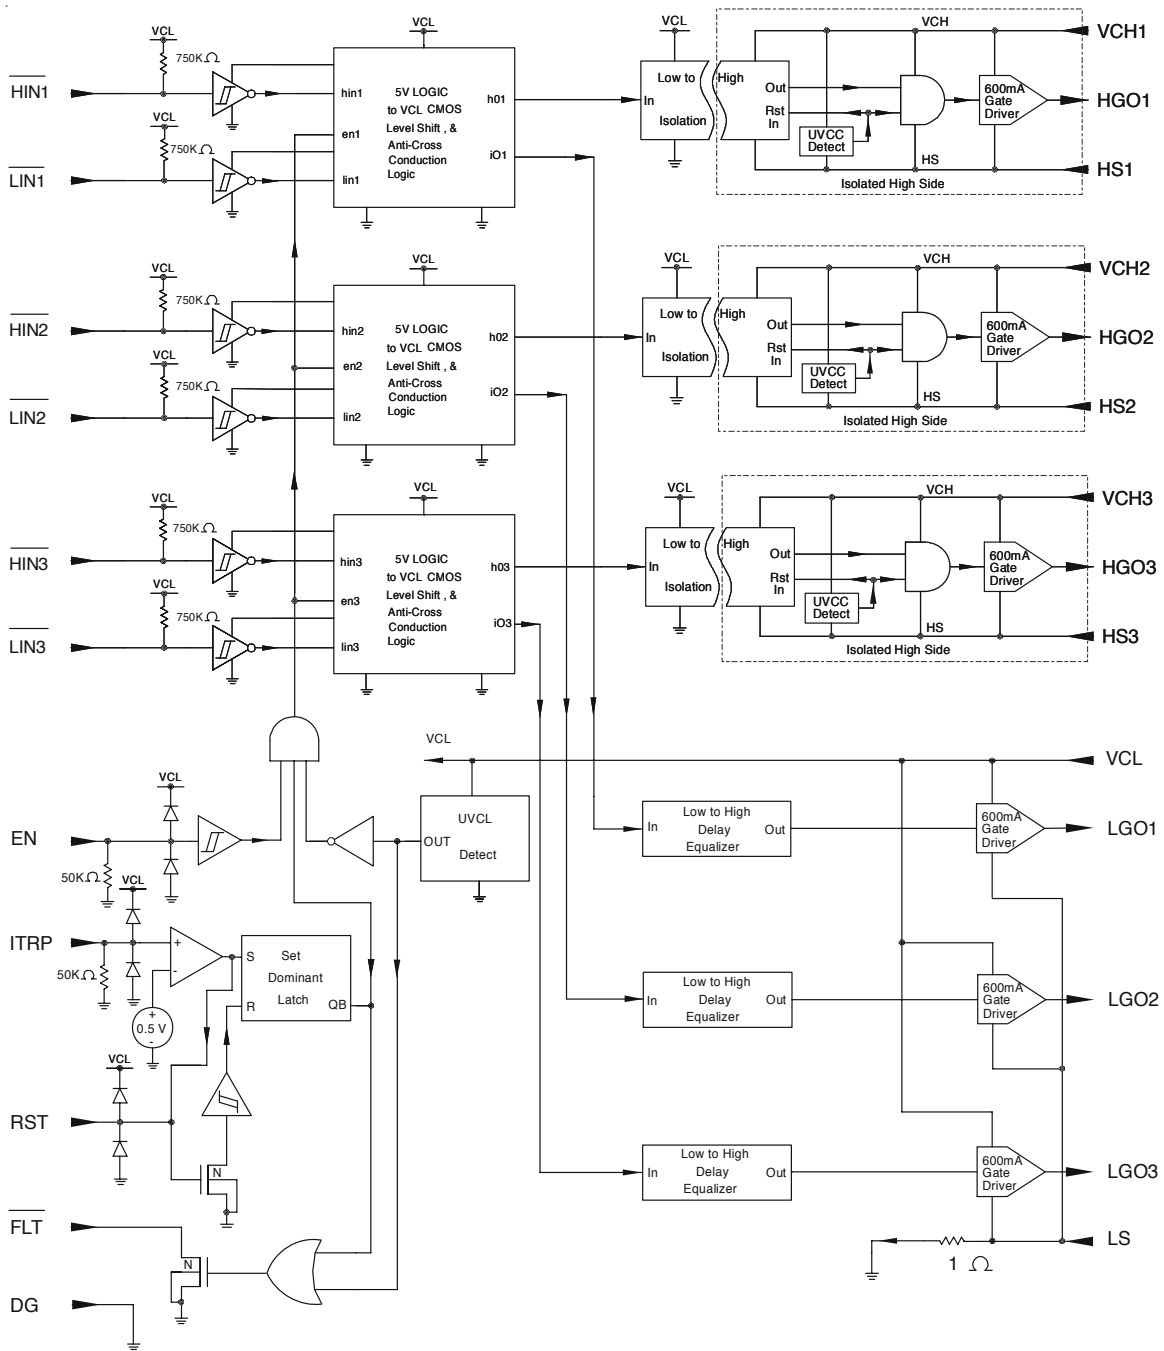 VCL
VCL
VCL
VCH
VCH1
750KΩ
HIN1
hin1
5V LOGIC
to VCL CMOS
Level Shift , &
Anti-Cross
Conduction
Logic
h01
en1
iO1
lin1
In
Low to
Isolation
High
Out
Rst
In
UVCC
Detect
600mA
Gate
Driver
HGO1
VCL
750KΩ
LIN1
HS
HS1
Isolated High Side
VCL
VCL
VCL
VCH
VCH2
750KΩ
HIN2
hin2
5V LOGIC
to VCL CMOS
Level Shift , &
Anti-Cross
Conduction
Logic
h02
en2
iO2
lin2
In
Low to
Isolation
High
Out
Rst
In
UVCC
Detect
600mA
Gate
Driver
HGO2
VCL
750KΩ
LIN2
HS
HS2
Isolated High Side
VCL
VCL
VCL
VCH
VCH3
750KΩ
HIN3
hin3
5V LOGIC
to VCL CMOS
Level Shift , &
Anti-Cross
Conduction
Logic
h03
en3
iO3
lin3
In
Low to
Isolation
High
Out
Rst
In
UVCC
Detect
600mA
Gate
Driver
HGO3
VCL
750KΩ
LIN3
HS
HS3
Isolated High Side
VCL
VCL
VCL
EN
50KΩ
OUT
UVCL
Detect
In
Low to High
Delay
Equalizer
Out
600mA
Gate
Driver
LGO1
VCL
ITRP
50KΩ
+
-
+
0.5 V
-
S
R
Set
Dominant
Latch
QB
In
Low to High
Delay
Equalizer
Out
600mA
Gate
Driver
LGO2
VCL
RST
N
In
Low to High
Delay
Equalizer
Out
600mA
Gate
Driver
LGO3
FLT
N
1 Ω
LS
DG